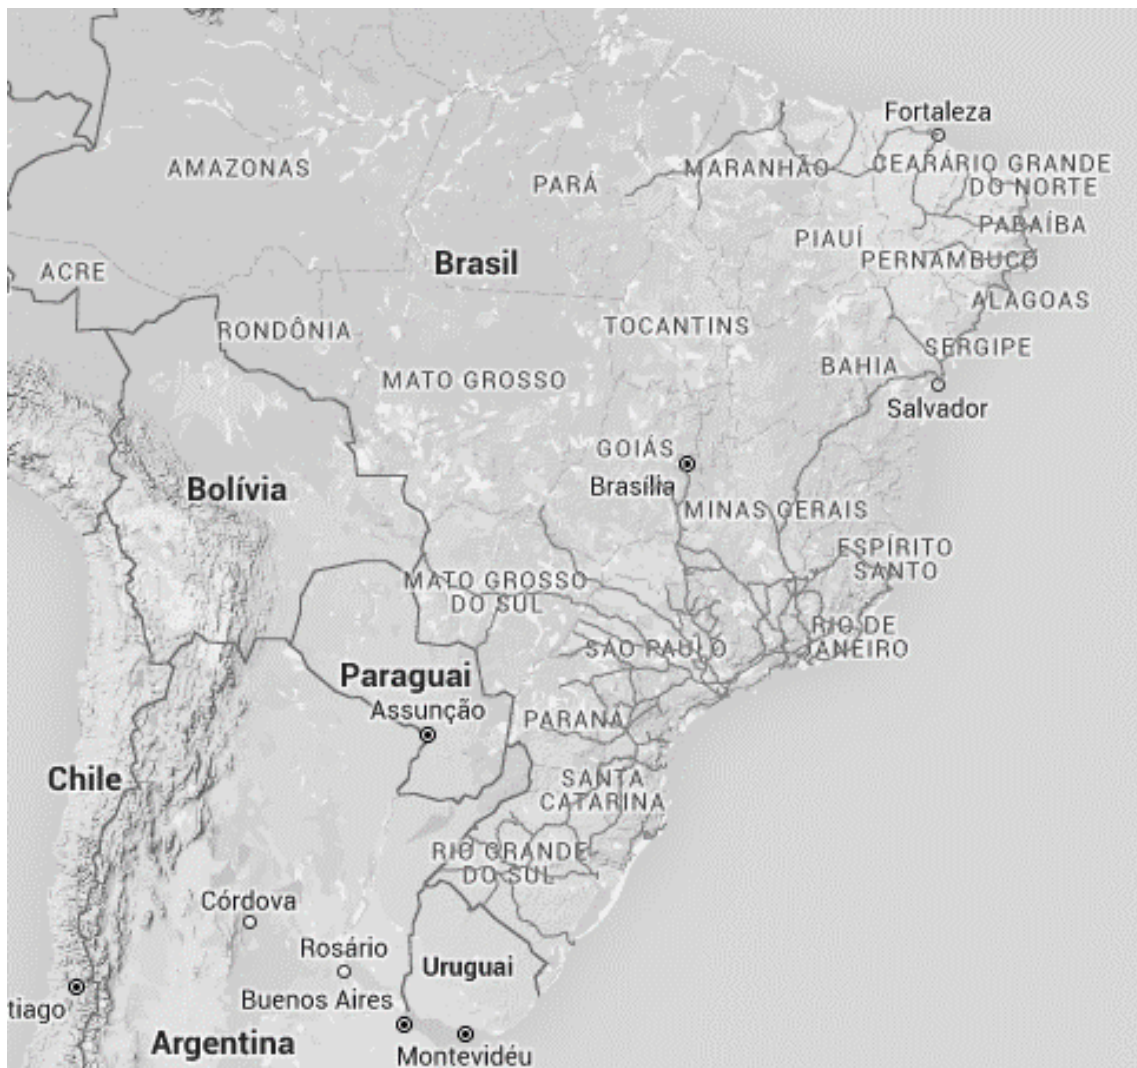 Fortaleza
AMAZONAS
MARANHÃO
CEARÁ
RIO GRANDE
DO NORTE
PARÁ
PARAÍBA
PIAUÍ
PERNAMBUCO
Brasil
ACRE
ALAGOAS
RONDÔNIA
TOCANTINS
SERGIPE
BAHIA
MATO GROSSO
Salvador
GOIÁS
Brasília
Bolívia
MINAS GERAIS
ESPÍRITO
SANTO
MATO GROSSO
DO SUL
RIO DE
JANEIRO
SÃO PAULO
Paraguai
Assunção
PARANÁ
Chile
SANTA
CATARINA
RIO GRANDE
DO SUL
Córdova
Rosário
Uruguai
Buenos Aires
tiago
Argentina
Montevidéu